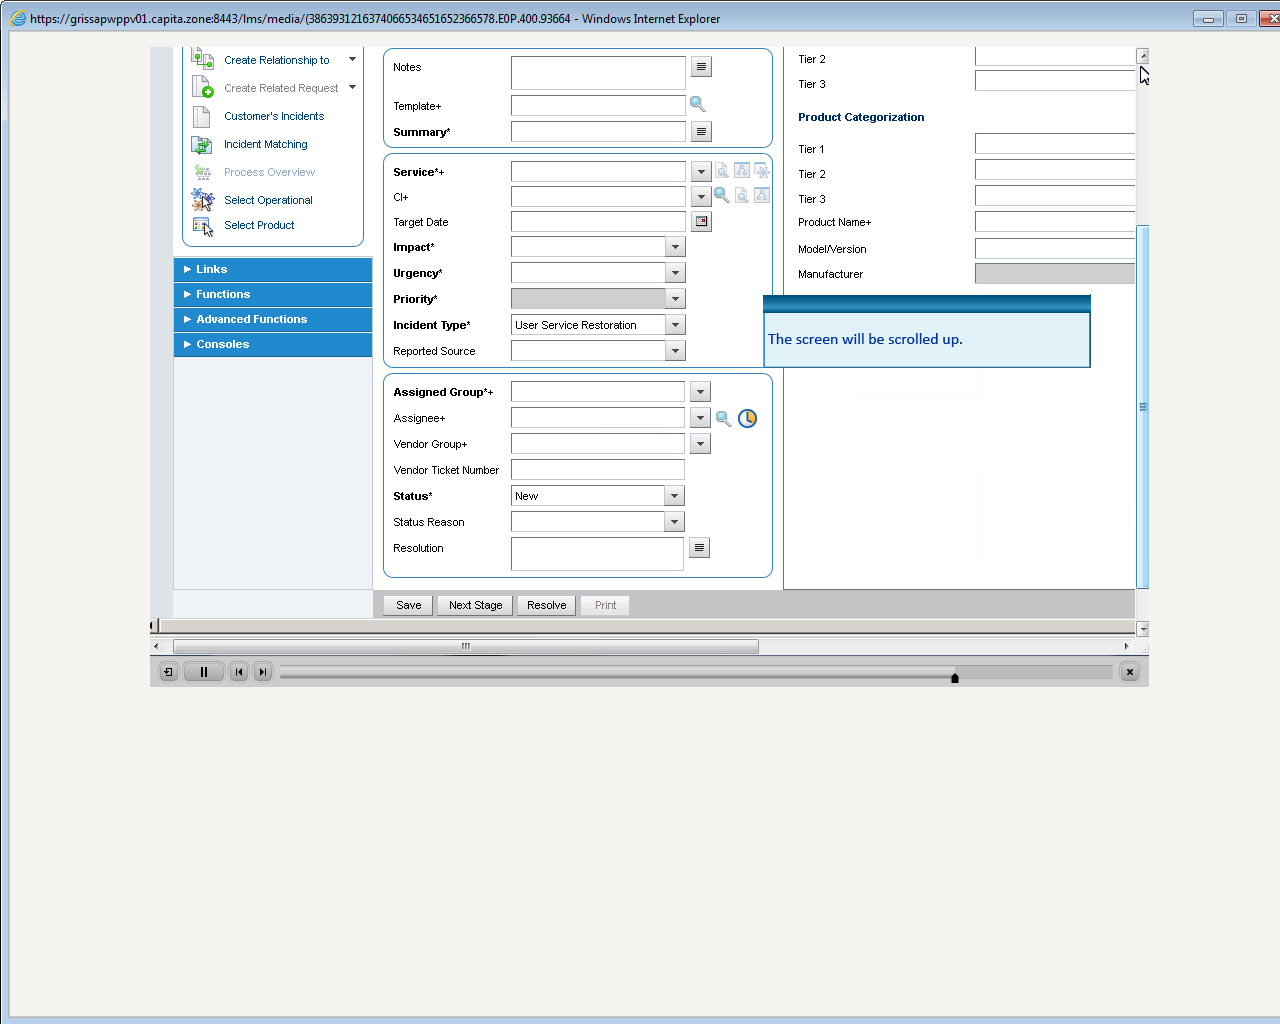 https://grissapwppv01.capita.zone:8443/lms/media/(3863931216374066534651652366578.E0P.400.93664 - Windows Internet Explorer
Create Relationship to
Create Related Request
Customer's Incidents
Incident Matching
Process Overview
Select Operational
Select Product
Links
Functions
Advanced Functions
Consoles
Notes
Template+
Summary*
Service*+
CI+
Target Date
Impact*
Urgency*
Priority*
Incident Type* User Service Restoration
Reported Source
Assigned Group*+
Assignee+
Vendor Group+
Vendor Ticket Number
Status* New
Status Reason
Resolution
Save Next Stage Resolve Print
Tier 2
Tier 3
Product Categorization
Tier 1
Tier 2
Tier 3
Product Name+
Model/Version
Manufacturer
The screen will be scrolled up.